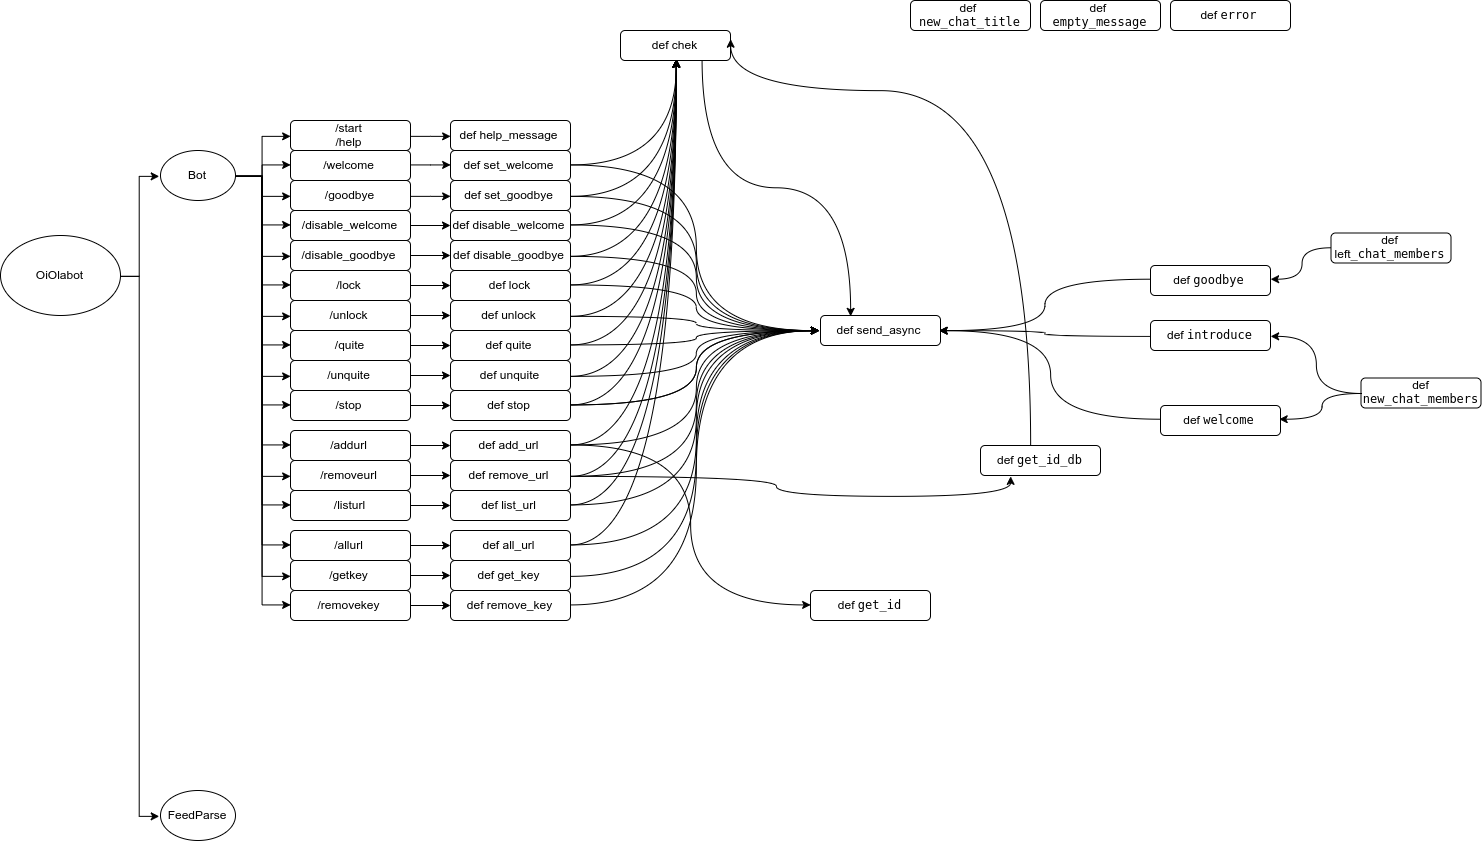 def
new_chat_title
def
empty_message
def error
def chek
/start
/help
def help_message
Bot
/welcome
def set_welcome
/goodbye
def set_goodbye
/disable_welcome
def disable_welcome
/disable_goodbye
def disable_goodbye
OiOlabot
/lock
def lock
/unlock
def unlock
/quite
def quite
/unquite
def unquite
/stop
def stop
/addurl
def add_url
/removeurl
def remove_url
/listurl
def list_url
/allurl
def all_url
/getkey
def get_key
/removekey
def remove_key
def send_async
def goodbye
def
left_chat_members
def introduce
def
new_chat_members
def welcome
def get_id_db
def get_id
FeedParse